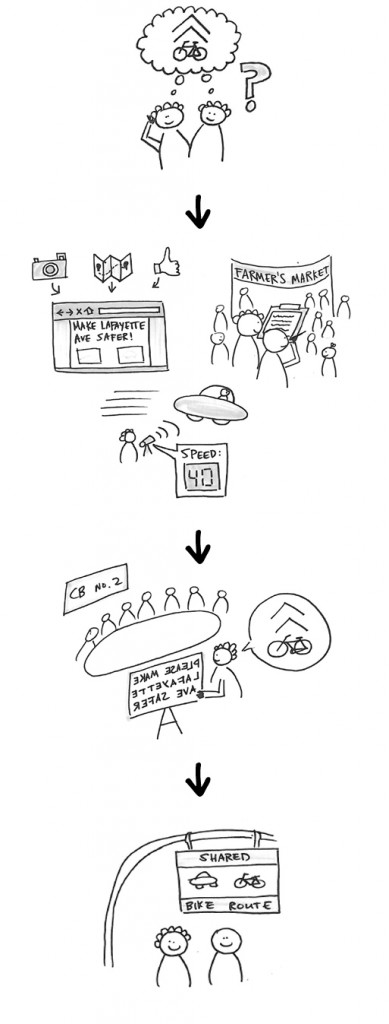 ?
FARMER'S MARKET
MAKE LAFAYETTE
AVE SAFER!
SPEED:
40
CB NO. 2
PLEASE MAKE
LAFAYETTE
AVE SAFER
SHARED
BIKE ROUTE